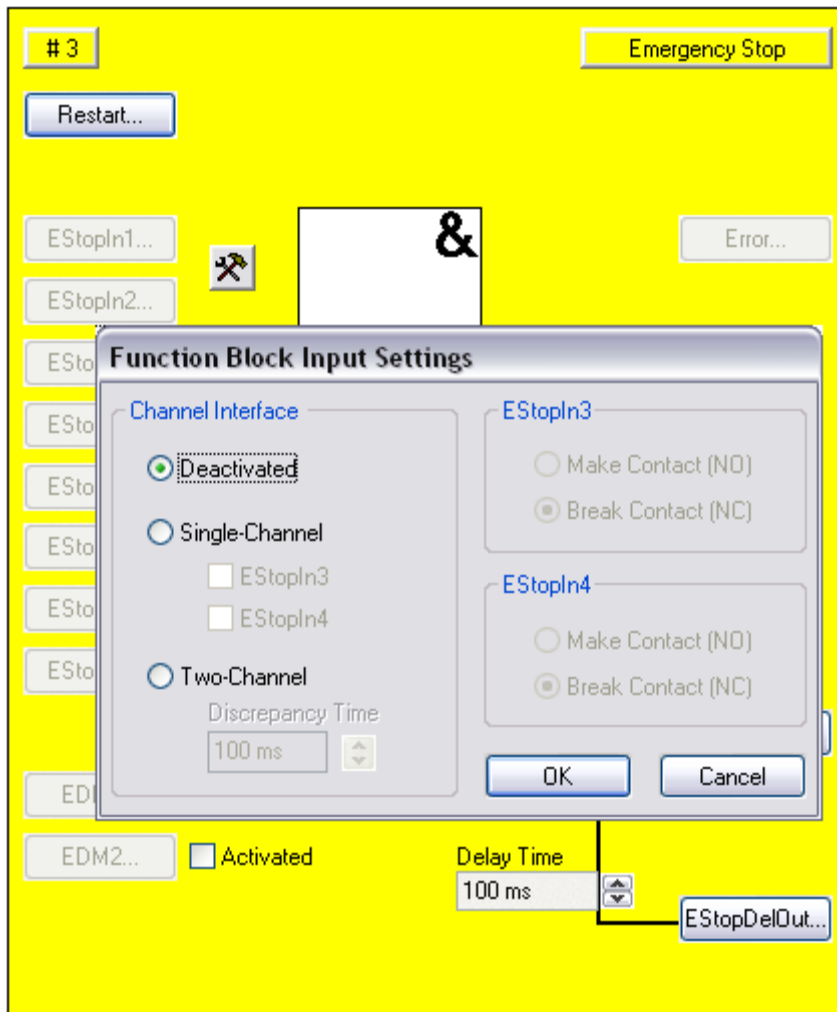 # 3
Emergency Stop
Restart...
EStopIn1...
&
Error...
EStopIn2...
ESto
ESto
ESto
ESto
ESto
ESto
Function Block Input Settings
Channel Interface
Deactivated
Single-Channel
EStopIn3
EStopIn4
Two-Channel
Discrepancy Time
100 ms
EStopIn3
Make Contact (NO)
Break Contact (NC)
EStopIn4
Make Contact (NO)
Break Contact (NC)
OK
Cancel
ED
EDM2...
Activated
Delay Time
100 ms
EStopDelOut...